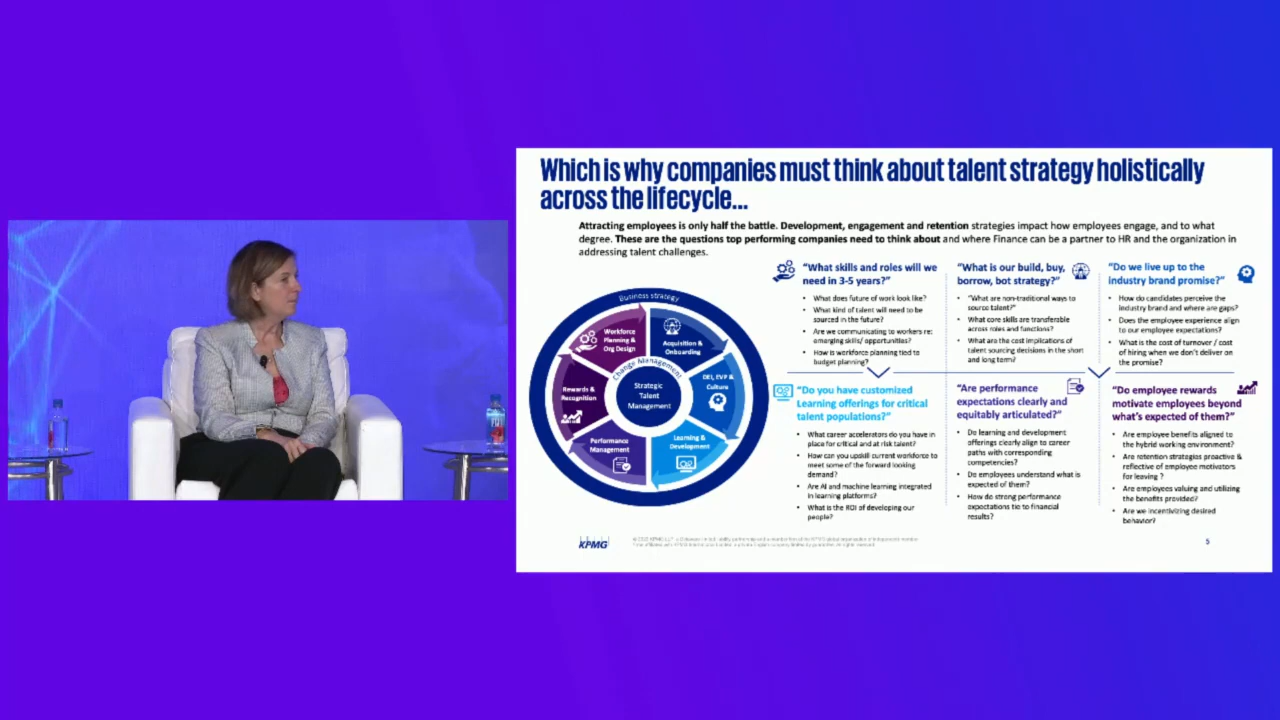 Which is why companies must think about talent strategy holistically
across the lifecycle...
Attracting employees is only half the battle. Development, engagement and retention strategies impact how employees engage, and to what
degree. These are the questions top performing companies need to think about and where Finance can be a partner to HR and the organization in
addressing talent challenges.
Business strategy
Workforce
Planning &
Org Design
Acquisition &
Onboarding
DEI, EVP &
Culture
Learning &
Development
Performance
Management
Rewards &
Recognition
Change Management
Strategic
Talent
Management
"What skills and roles will we
need in 3-5 years?"
• What does future of work look like?
• What kind of talent will need to be
sourced in the future?
• Are we communicating to workers re:
emerging skills/ opportunities?
• How is workforce planning tied to
budget planning?
"What is our build, buy,
borrow, bot strategy?"
• "What are non-traditional ways to
source talent?"
• What core skills are transferable
across roles and functions?
• What are the cost implications of
talent sourcing decisions in the short
and long term?
"Do we live up to the
industry brand promise?"
• How do candidates perceive the
industry brand and where are gaps?
• Does the employee experience align
to our employee expectations?
• What is the cost of turnover / cost
of hiring when we don't deliver on
the promise?
"Do you have customized
Learning offerings for critical
talent populations?"
• What career accelerators do you have in
place for critical and at risk talent?
• How can you upskill current workforce to
meet some of the forward looking
demand?
• Are AI and machine learning integrated
in learning platforms?
• What is the ROI of developing our
people?
"Are performance
expectations clearly and
equitably articulated?"
• Do learning and development
offerings clearly align to career
paths with corresponding
competencies?
• Do employees understand what is
expected of them?
• How do strong performance
expectations tie to financial
results?
"Do employee rewards
motivate employees beyond
what's expected of them?"
• Are employee benefits aligned to
the hybrid working environment?
• Are retention strategies proactive &
reflective of employee motivators
for leaving ?
• Are employees valuing and utilizing
the benefits provided?
• Are we incentivizing desired
behavior?
KPMG
5